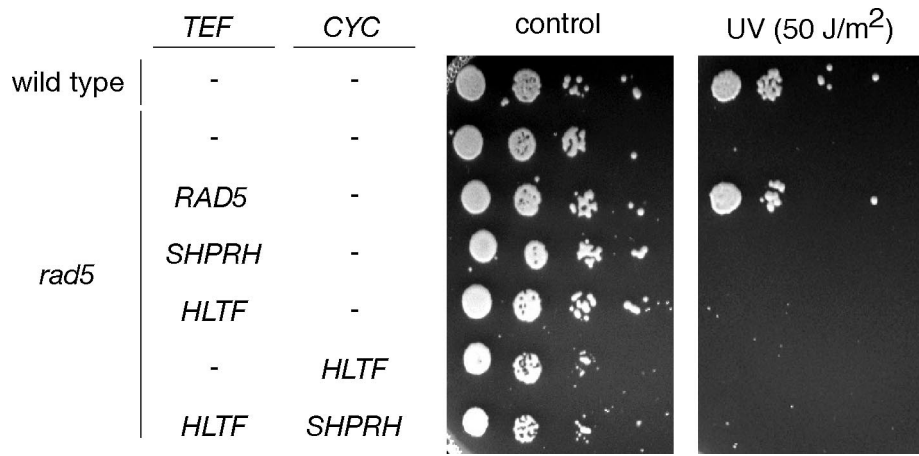 TEF CYC control UV (50 J/m²)
wild type - -
- -
RAD5 -
SHPRH -
rad5
HLTF -
- HLTF
HLTF SHPRH